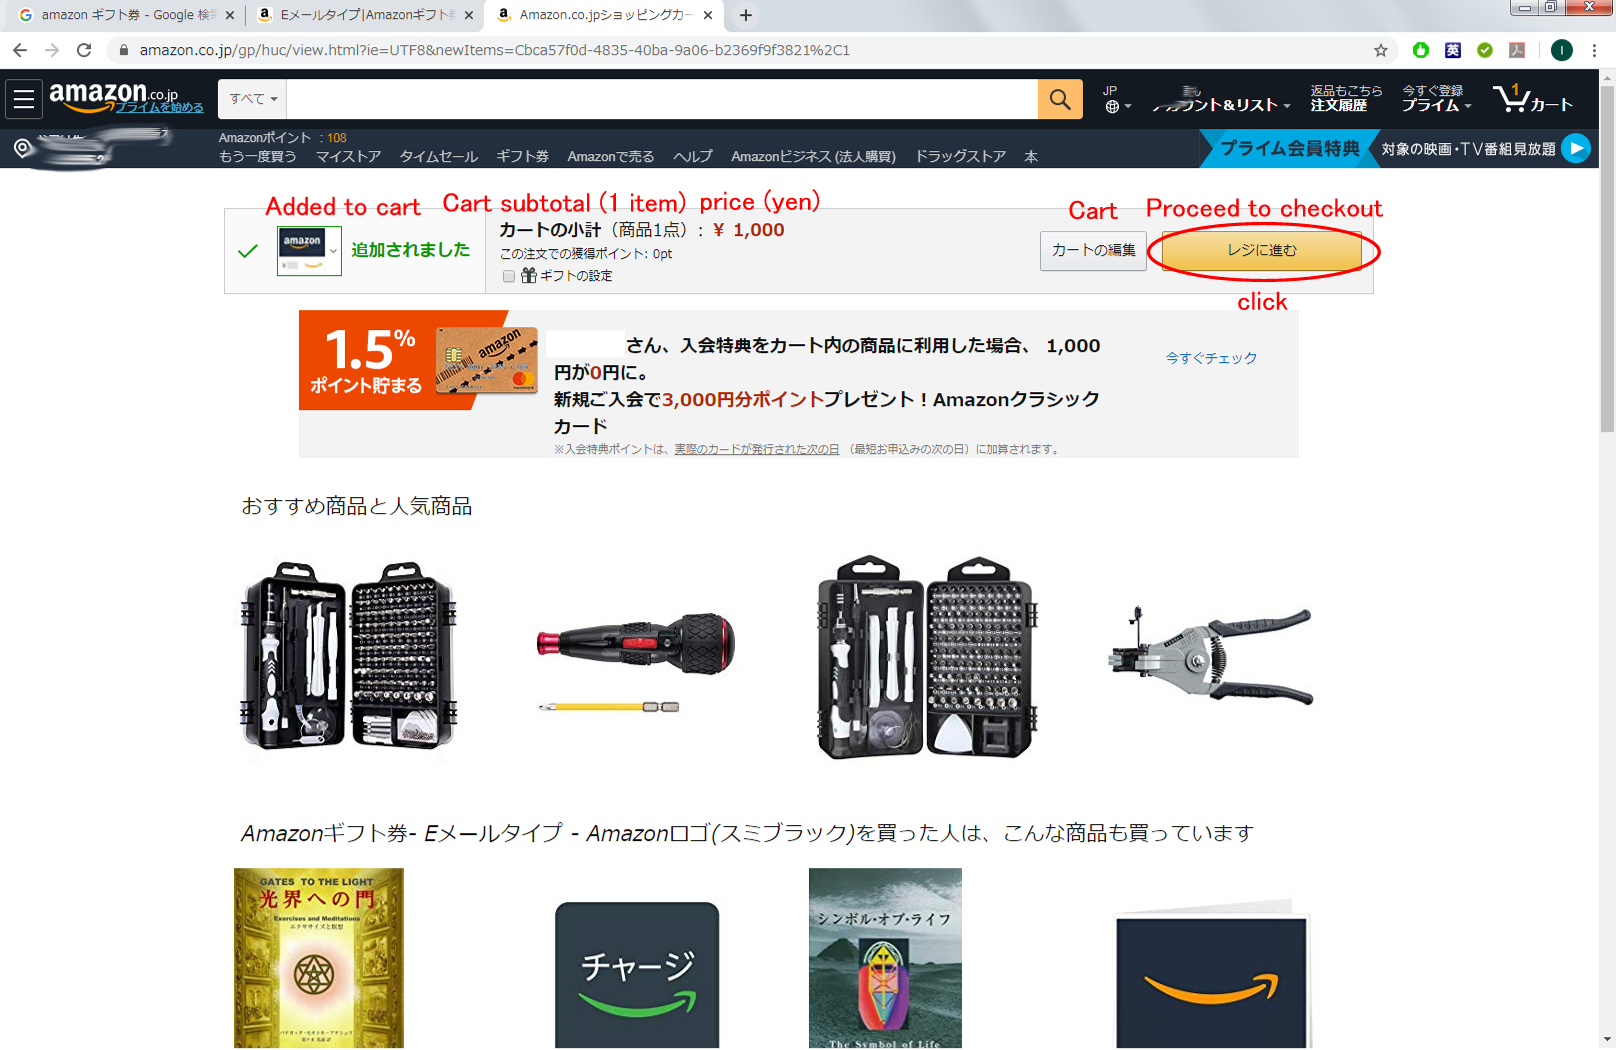 amazon ギフト券 - Google 検索
Eメールタイプ|Amazonギフト券
Amazon.co.jpショッピングカー
amazon.co.jp/gp/huc/view.html?ie=UTF8&newItems=Cbca57f0d-4835-40ba-9a06-b2369f9f3821%2C1
英
I
amazon.co.jp
プライムを始める
すべて
JP
アカウント&リスト
返品もこちら
注文履歴
今すぐ登録
プライム
1
カート
Amazonポイント : 108
もう一度買う マイストア タイムセール ギフト券 Amazonで売る ヘルプ Amazonビジネス (法人購買) ドラッグストア 本
プライム会員特典 対象の映画・TV番組見放題
Added to cart
Cart subtotal (1 item) price (yen)
Cart
Proceed to checkout
amazon
追加されました
カートの小計 (商品1点) : ¥ 1,000
この注文での獲得ポイント: 0pt
ギフトの設定
カートの編集
レジに進む
click
1.5%
ポイント貯まる
amazon
さん、入会特典をカート内の商品に利用した場合、 1,000
円が0円に。
新規ご入会で3,000円分ポイントプレゼント！Amazonクラシック
カード
※入会特典ポイントは、実際のカードが発行された次の日 （最短お申込みの次の日）に加算されます。
今すぐチェック
おすすめ商品と人気商品
Amazonギフト券- Eメールタイプ - Amazonロゴ(スミブラック)を買った人は、こんな商品も買っています
GATES TO THE LIGHT
光界への門
Exercises and Meditations
エクササイズと瞑想
チャージ
シンボル・オブ・ライフ
The Symbol of Life